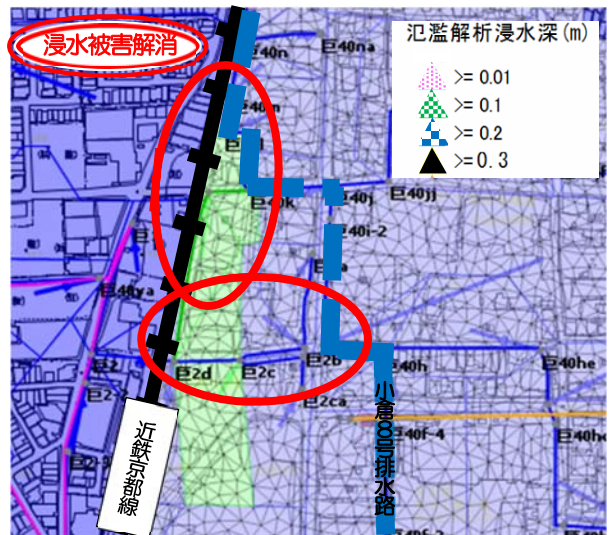 浸水被害解消
氾濫解析浸水深(m)
>= 0.01
>= 0.1
>= 0.2
>= 0.3
巨40n
巨40na
巨40m
巨40k
巨40j
巨40jj
巨40i-2
巨40ya
巨2
巨2d
巨2c
巨2b
巨40h
巨40he
巨2-2
巨2ca
巨40f-4
近鉄京都線
小倉8号排水路